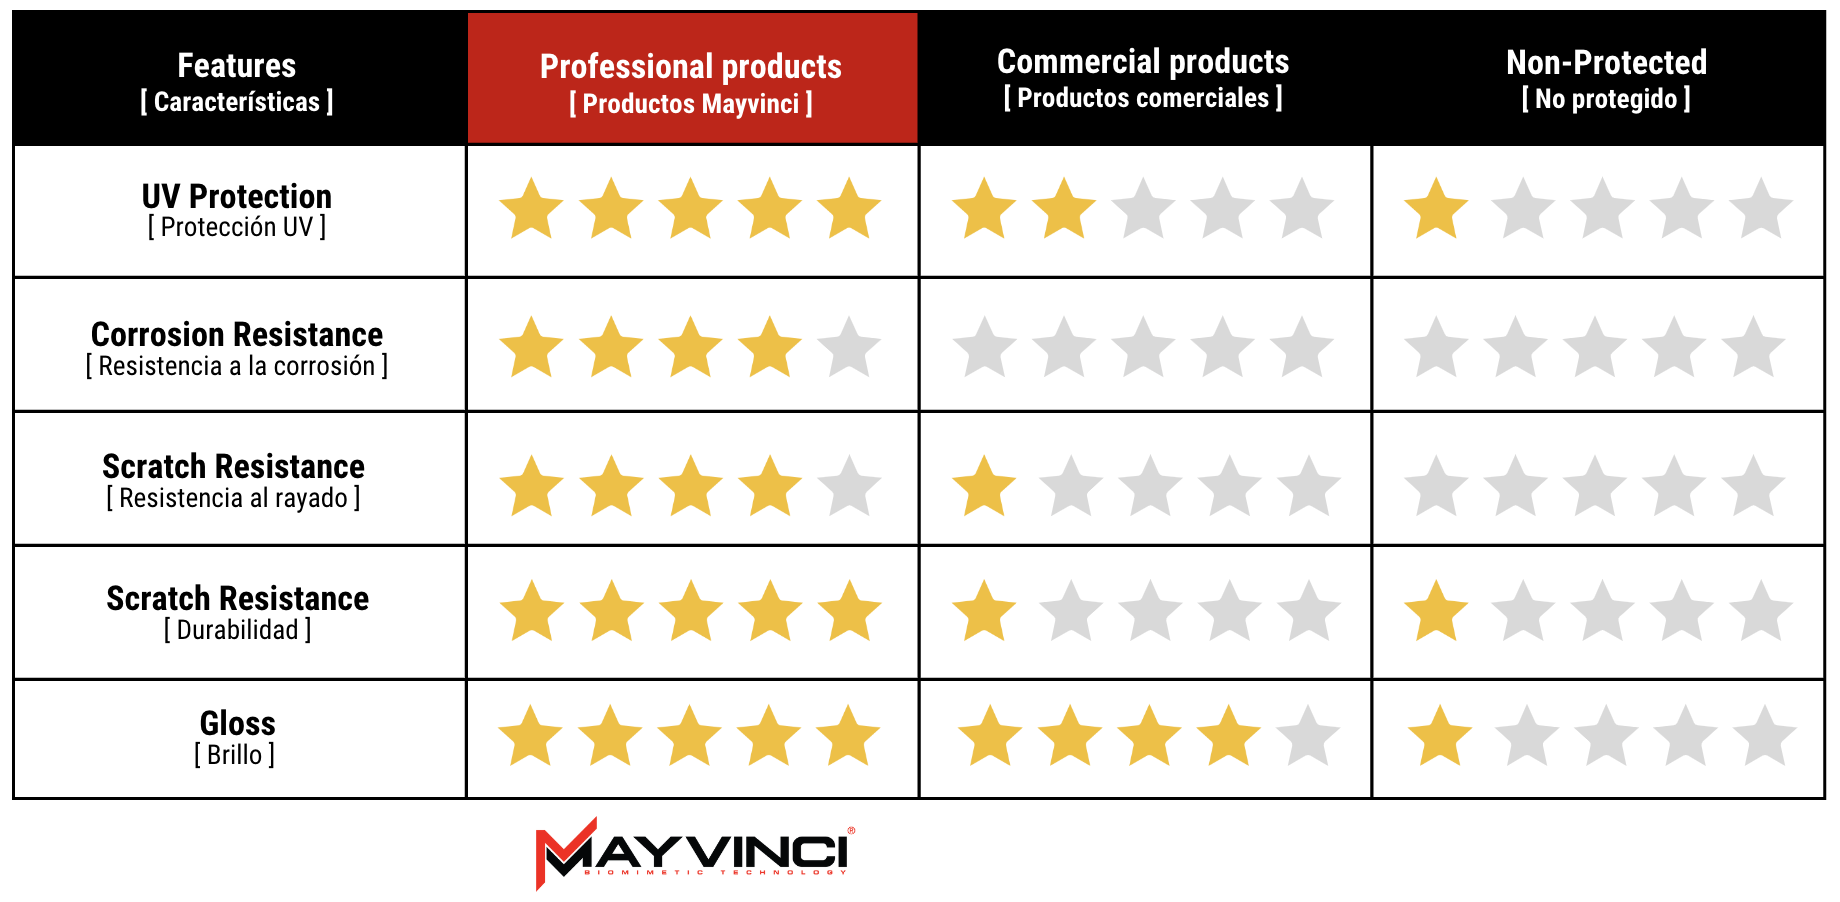 Features
[ Características ]
Professional products
[ Productos Mayvinci ]
Commercial products
[ Productos comerciales ]
Non-Protected
[ No protegido ]
UV Protection
[ Protección UV ]
Corrosion Resistance
[ Resistencia a la corrosión ]
Scratch Resistance
[ Resistencia al rayado ]
Scratch Resistance
[ Durabilidad ]
Gloss
[ Brillo ]
MAYVINCI®
BIOMIMETIC TECHNOLOGY